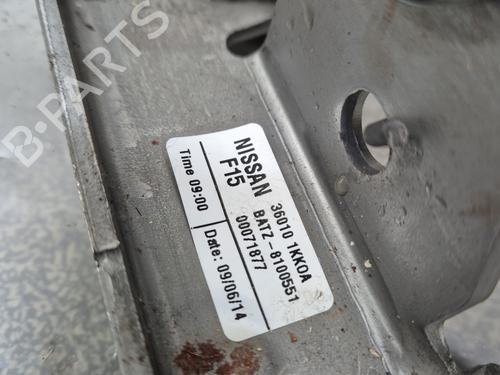 B-PARTS
NISSAN 36010 1KK0A
F15 BATZ-8100551
00071877
Time 09:00 Date: 09/06/14